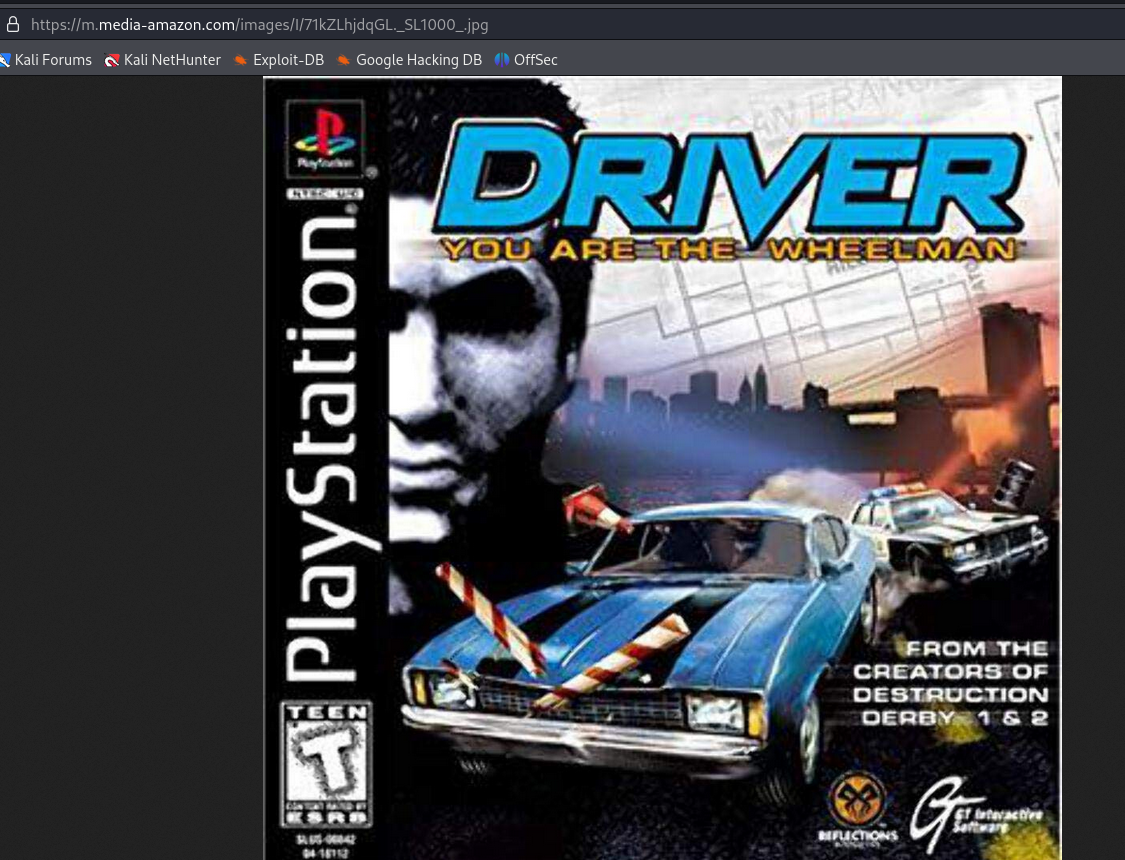 https://m.media-amazon.com/images/I/71kZLhjdqGL._SL1000_.jpg
Kali Forums Kali NetHunter Exploit-DB Google Hacking DB OffSec
PlayStation
NTSC U/C
PlayStation
DRIVER
YOU ARE THE WHEELMAN
FROM THE
CREATORS OF
DESTRUCTION
DERBY 1 & 2
TEEN
T
CONTENT RATED BY
ESRB
REFLECTIONS
GT Interactive
Software